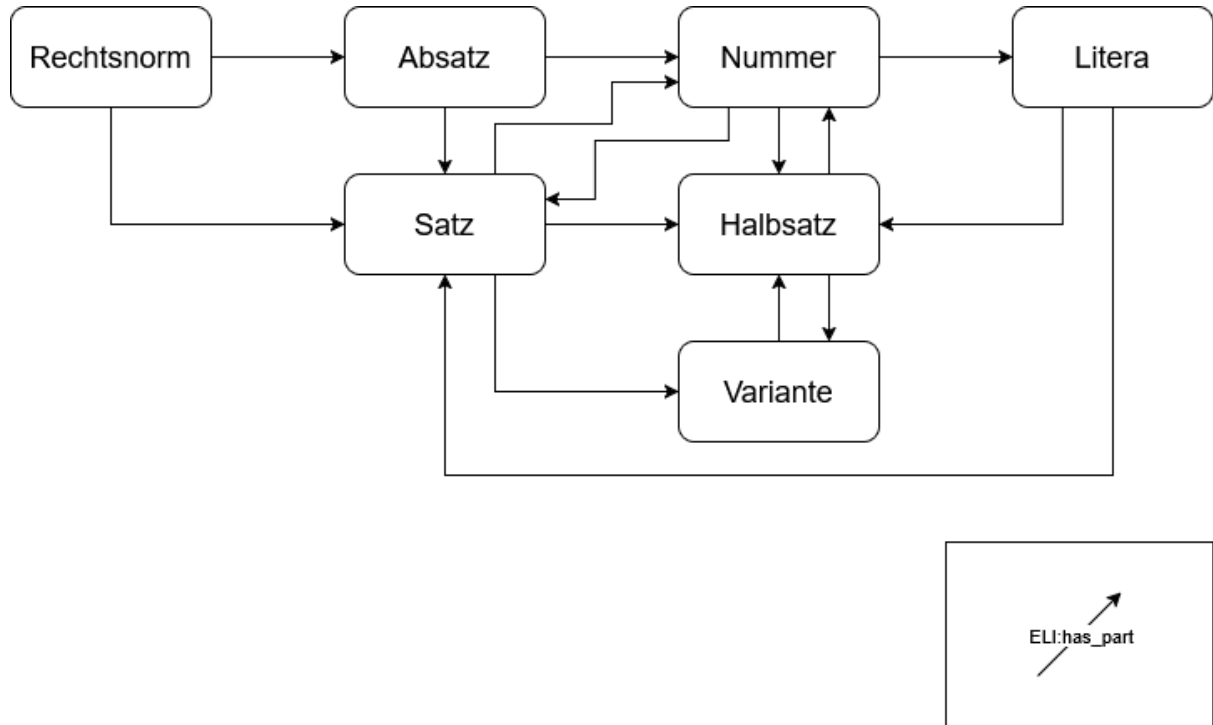 Rechtsnorm
Absatz
Nummer
Litera
Satz
Halbsatz
Variante
ELI:has_part